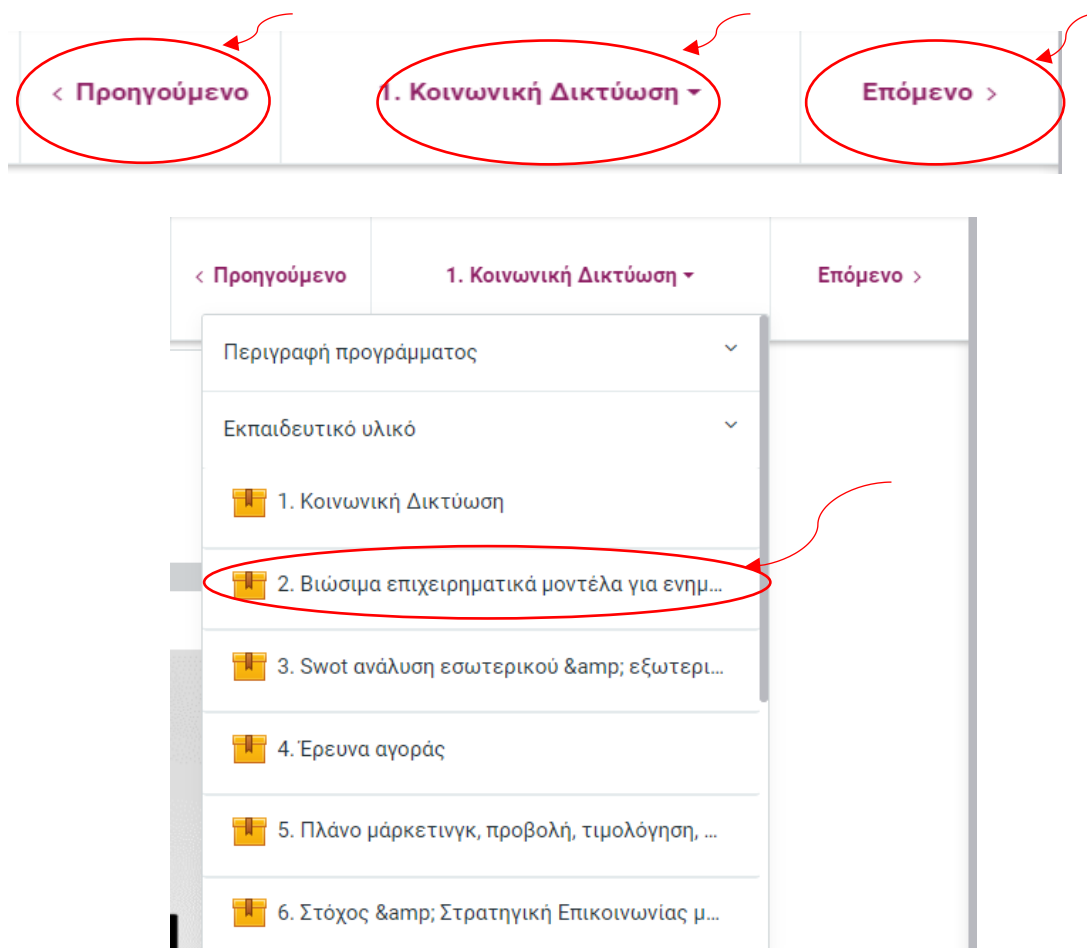 < Προηγούμενο 1. Κοινωνική Δικτύωση Επόμενο >
< Προηγούμενο 1. Κοινωνική Δικτύωση Επόμενο >
Περιγραφή προγράμματος
Εκπαιδευτικό υλικό
1. Κοινωνική Δικτύωση
2. Βιώσιμα επιχειρηματικά μοντέλα για ενημ...
3. Swot ανάλυση εσωτερικού &amp; εξωτερι...
4. Έρευνα αγοράς
5. Πλάνο μάρκετινγκ, προβολή, τιμολόγηση, ...
6. Στόχος &amp; Στρατηγική Επικοινωνίας μ...